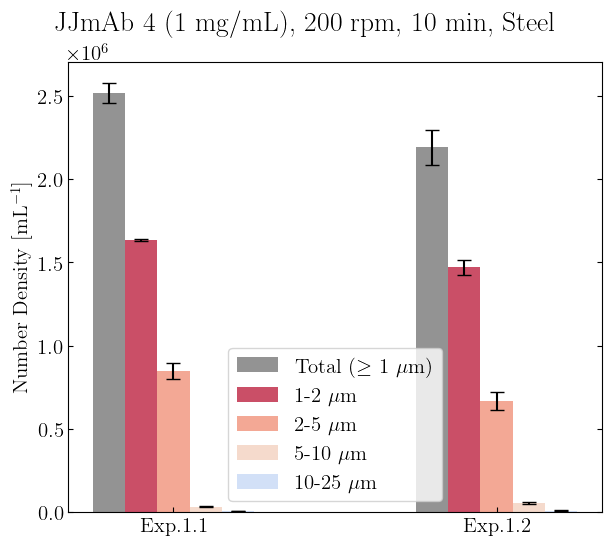 JJmAb 4 (1 mg/mL), 200 rpm, 10 min, Steel
×10⁶
2.5
2.0
1.5
1.0
0.5
0.0
Number Density [mL⁻¹]
Total (≥ 1 μm)
1-2 μm
2-5 μm
5-10 μm
10-25 μm
Exp.1.1
Exp.1.2